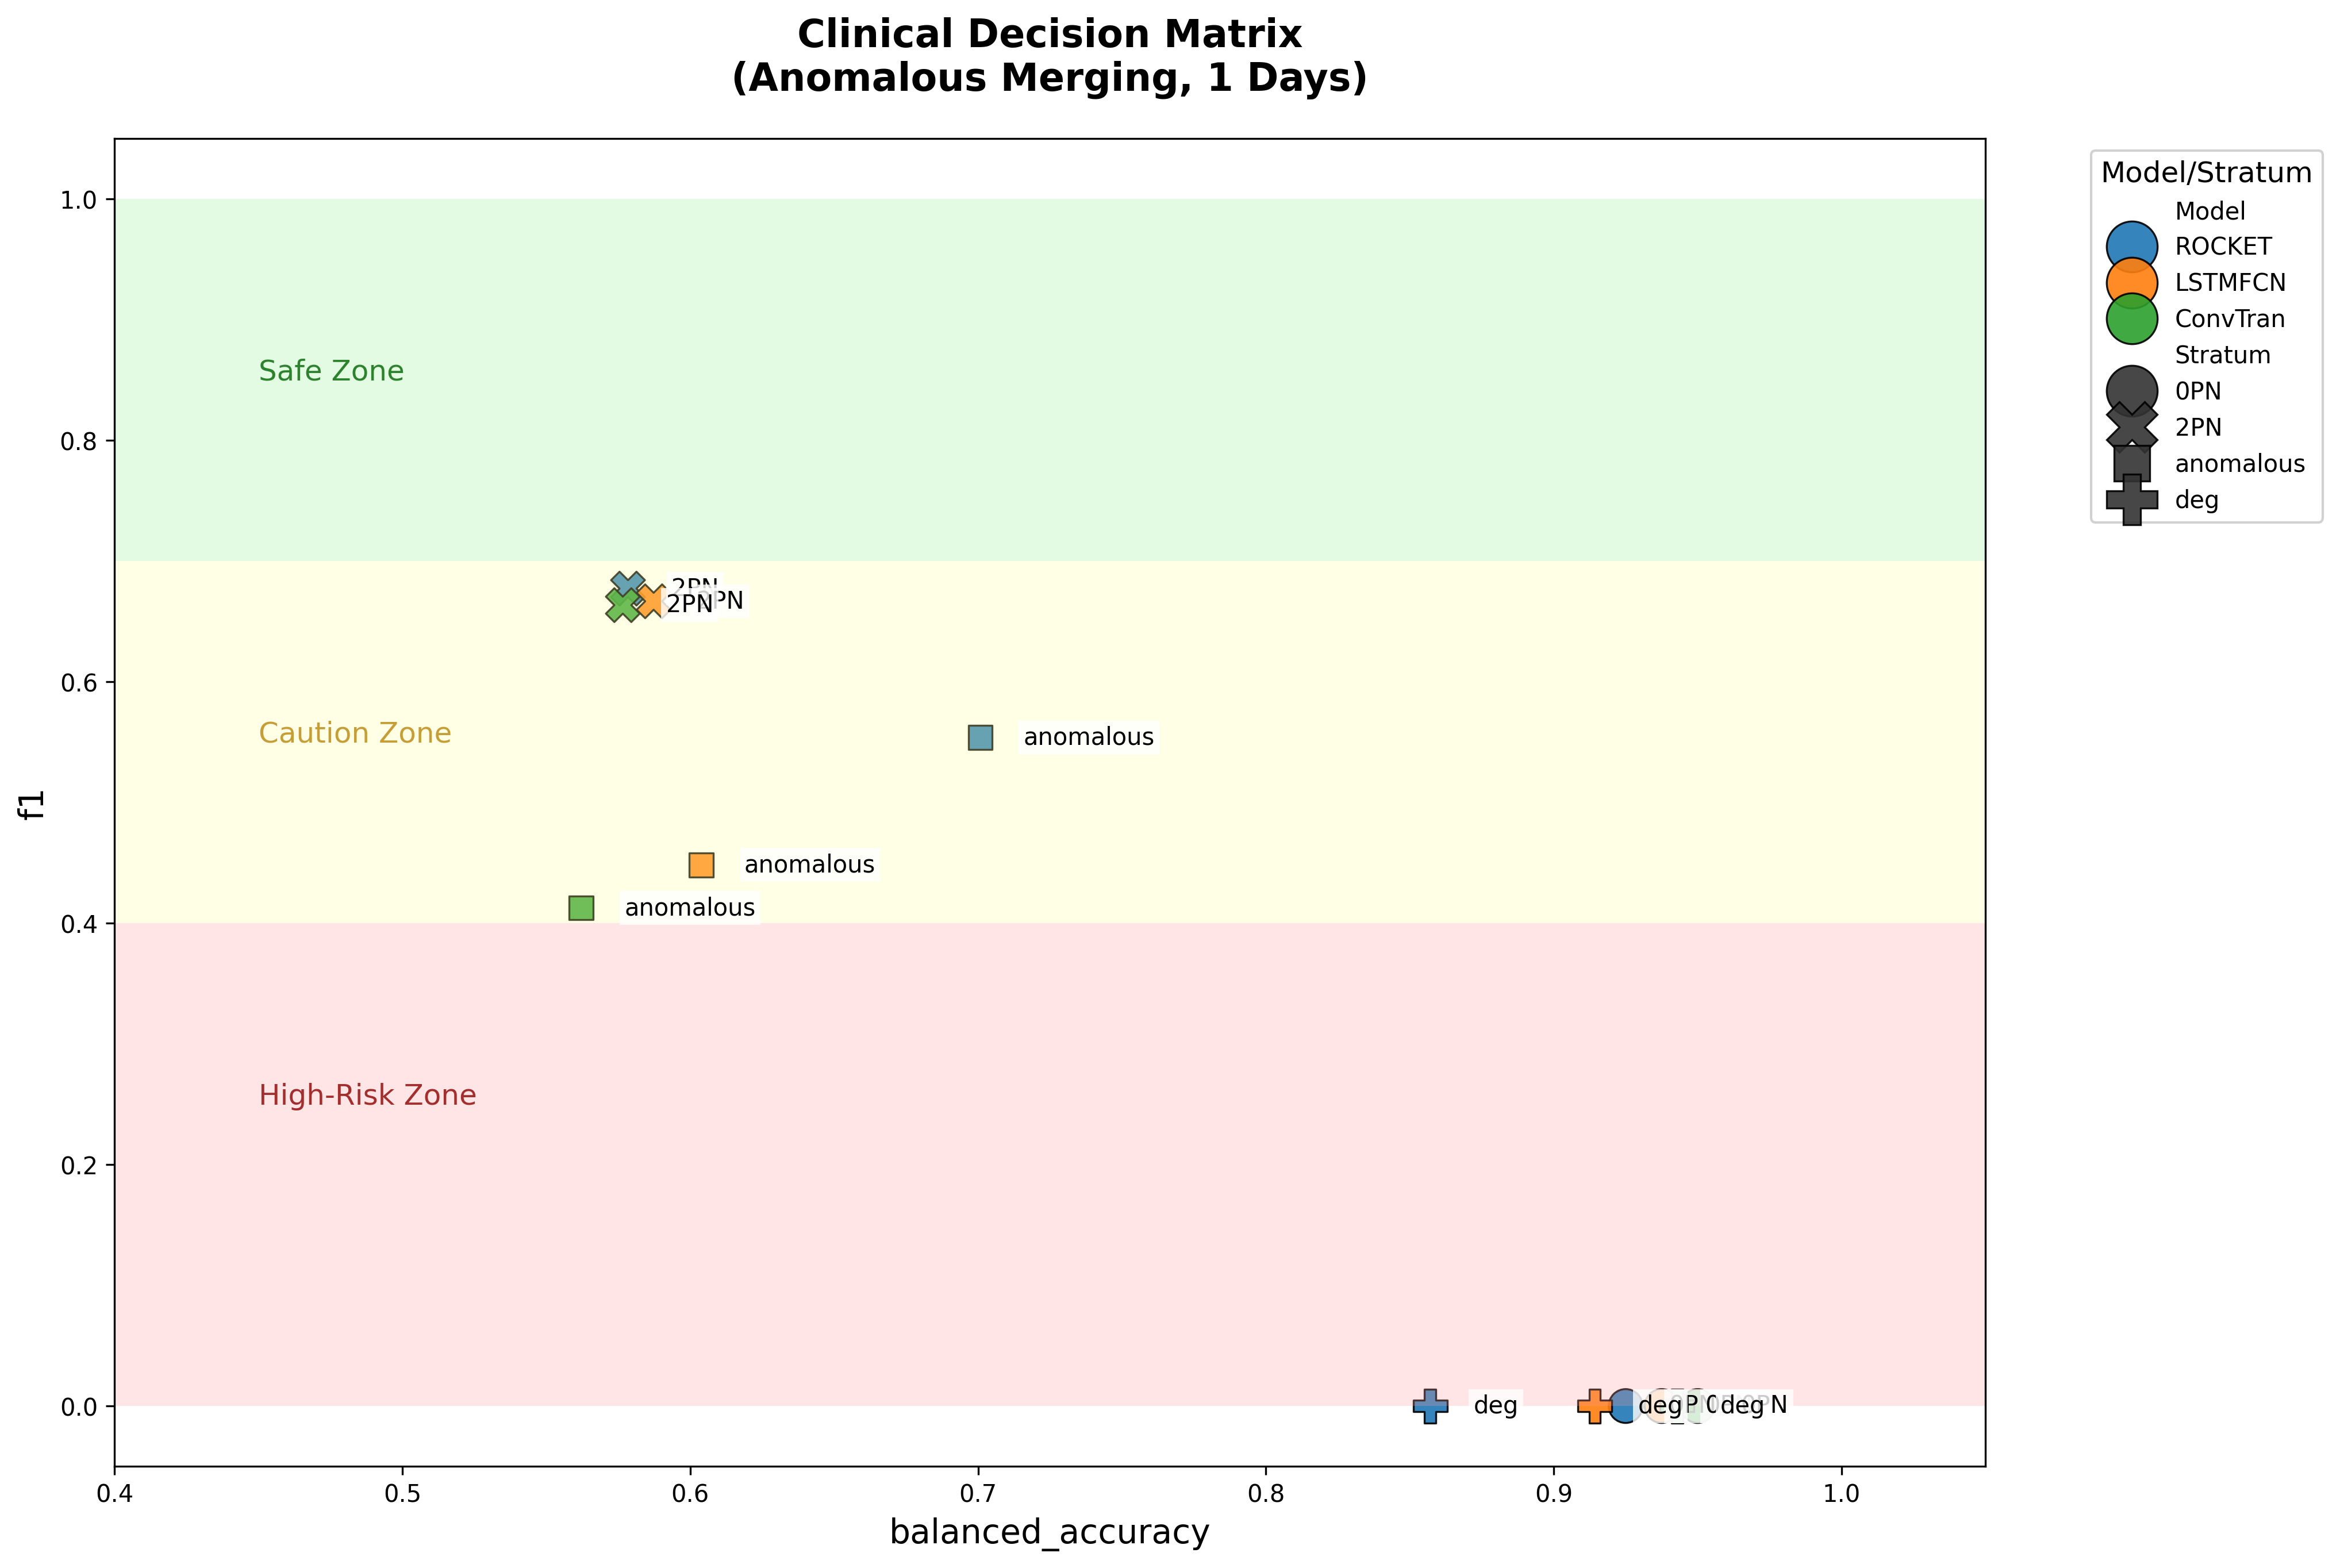 Clinical Decision Matrix
(Anomalous Merging, 1 Days)
1.0
0.8
0.6
0.4
0.2
0.0
f1
Safe Zone
Caution Zone
High-Risk Zone
2PN
2PN
2PN
anomalous
anomalous
anomalous
deg
deg
0PN
deg
0.4
0.5
0.6
0.7
0.8
0.9
1.0
balanced_accuracy
Model/Stratum
Model
ROCKET
LSTMFCN
ConvTran
Stratum
0PN
2PN
anomalous
deg